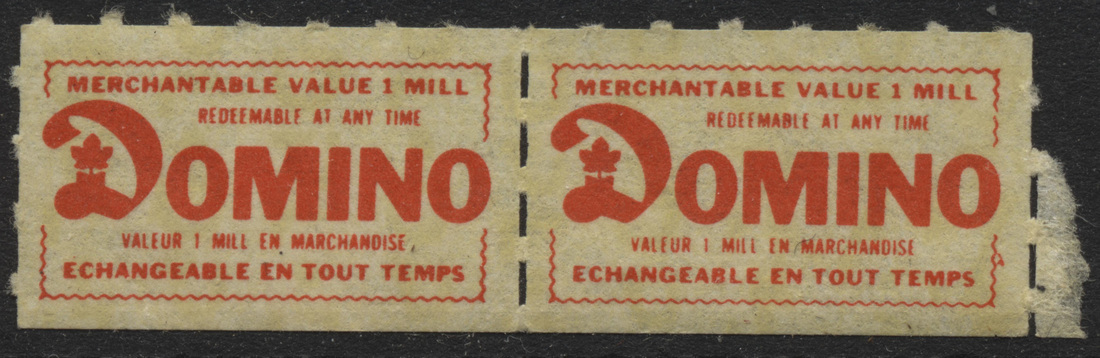 MERCHANTABLE VALUE 1 MILL
REDEEMABLE AT ANY TIME
DOMINO
VALEUR 1 MILL EN MARCHANDISE
ECHANGEABLE EN TOUT TEMPS
MERCHANTABLE VALUE 1 MILL
REDEEMABLE AT ANY TIME
DOMINO
VALEUR 1 MILL EN MARCHANDISE
ECHANGEABLE EN TOUT TEMPS